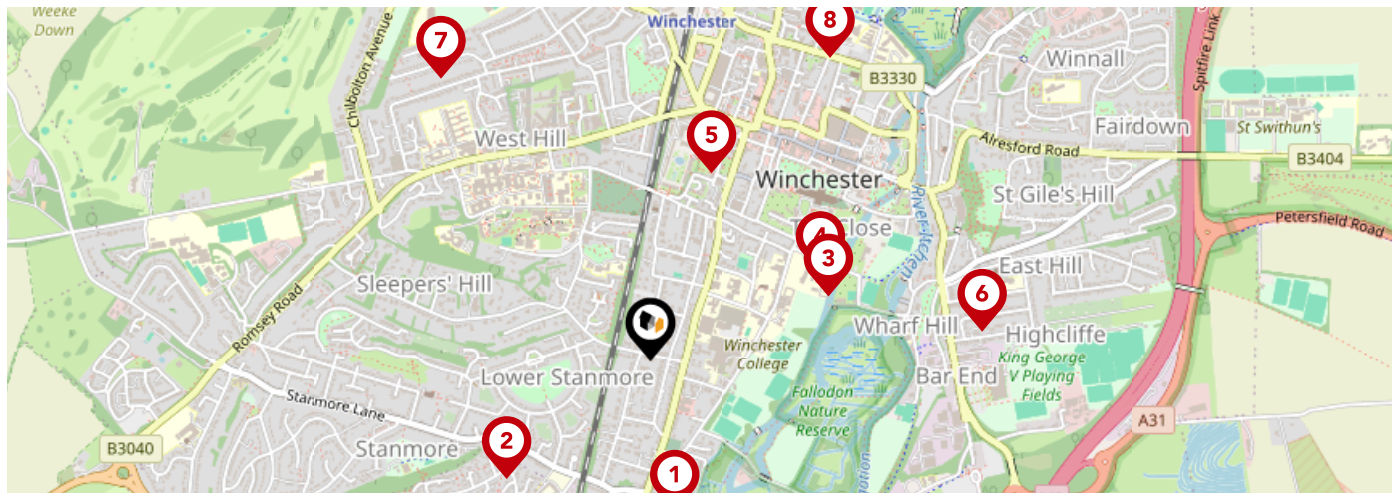 Weeke
Down
Chilbolton Avenue
7
Winchester
8
B3330
Winnall
Spitfire Link
West Hill
5
Fairdown
St Swithun's
Alresford Road
B3404
Winchester
St Gile's Hill
River Itchen
Petersfield Road
4
Close
3
East Hill
Sleepers' Hill
6
Romsey Road
Wharf Hill
Highcliffe
Winchester
College
King George
V Playing
Fields
Lower Stanmore
Bar End
Fallodon
Nature
Reserve
Stanmore Lane
A31
B3040
Stanmore
2
1